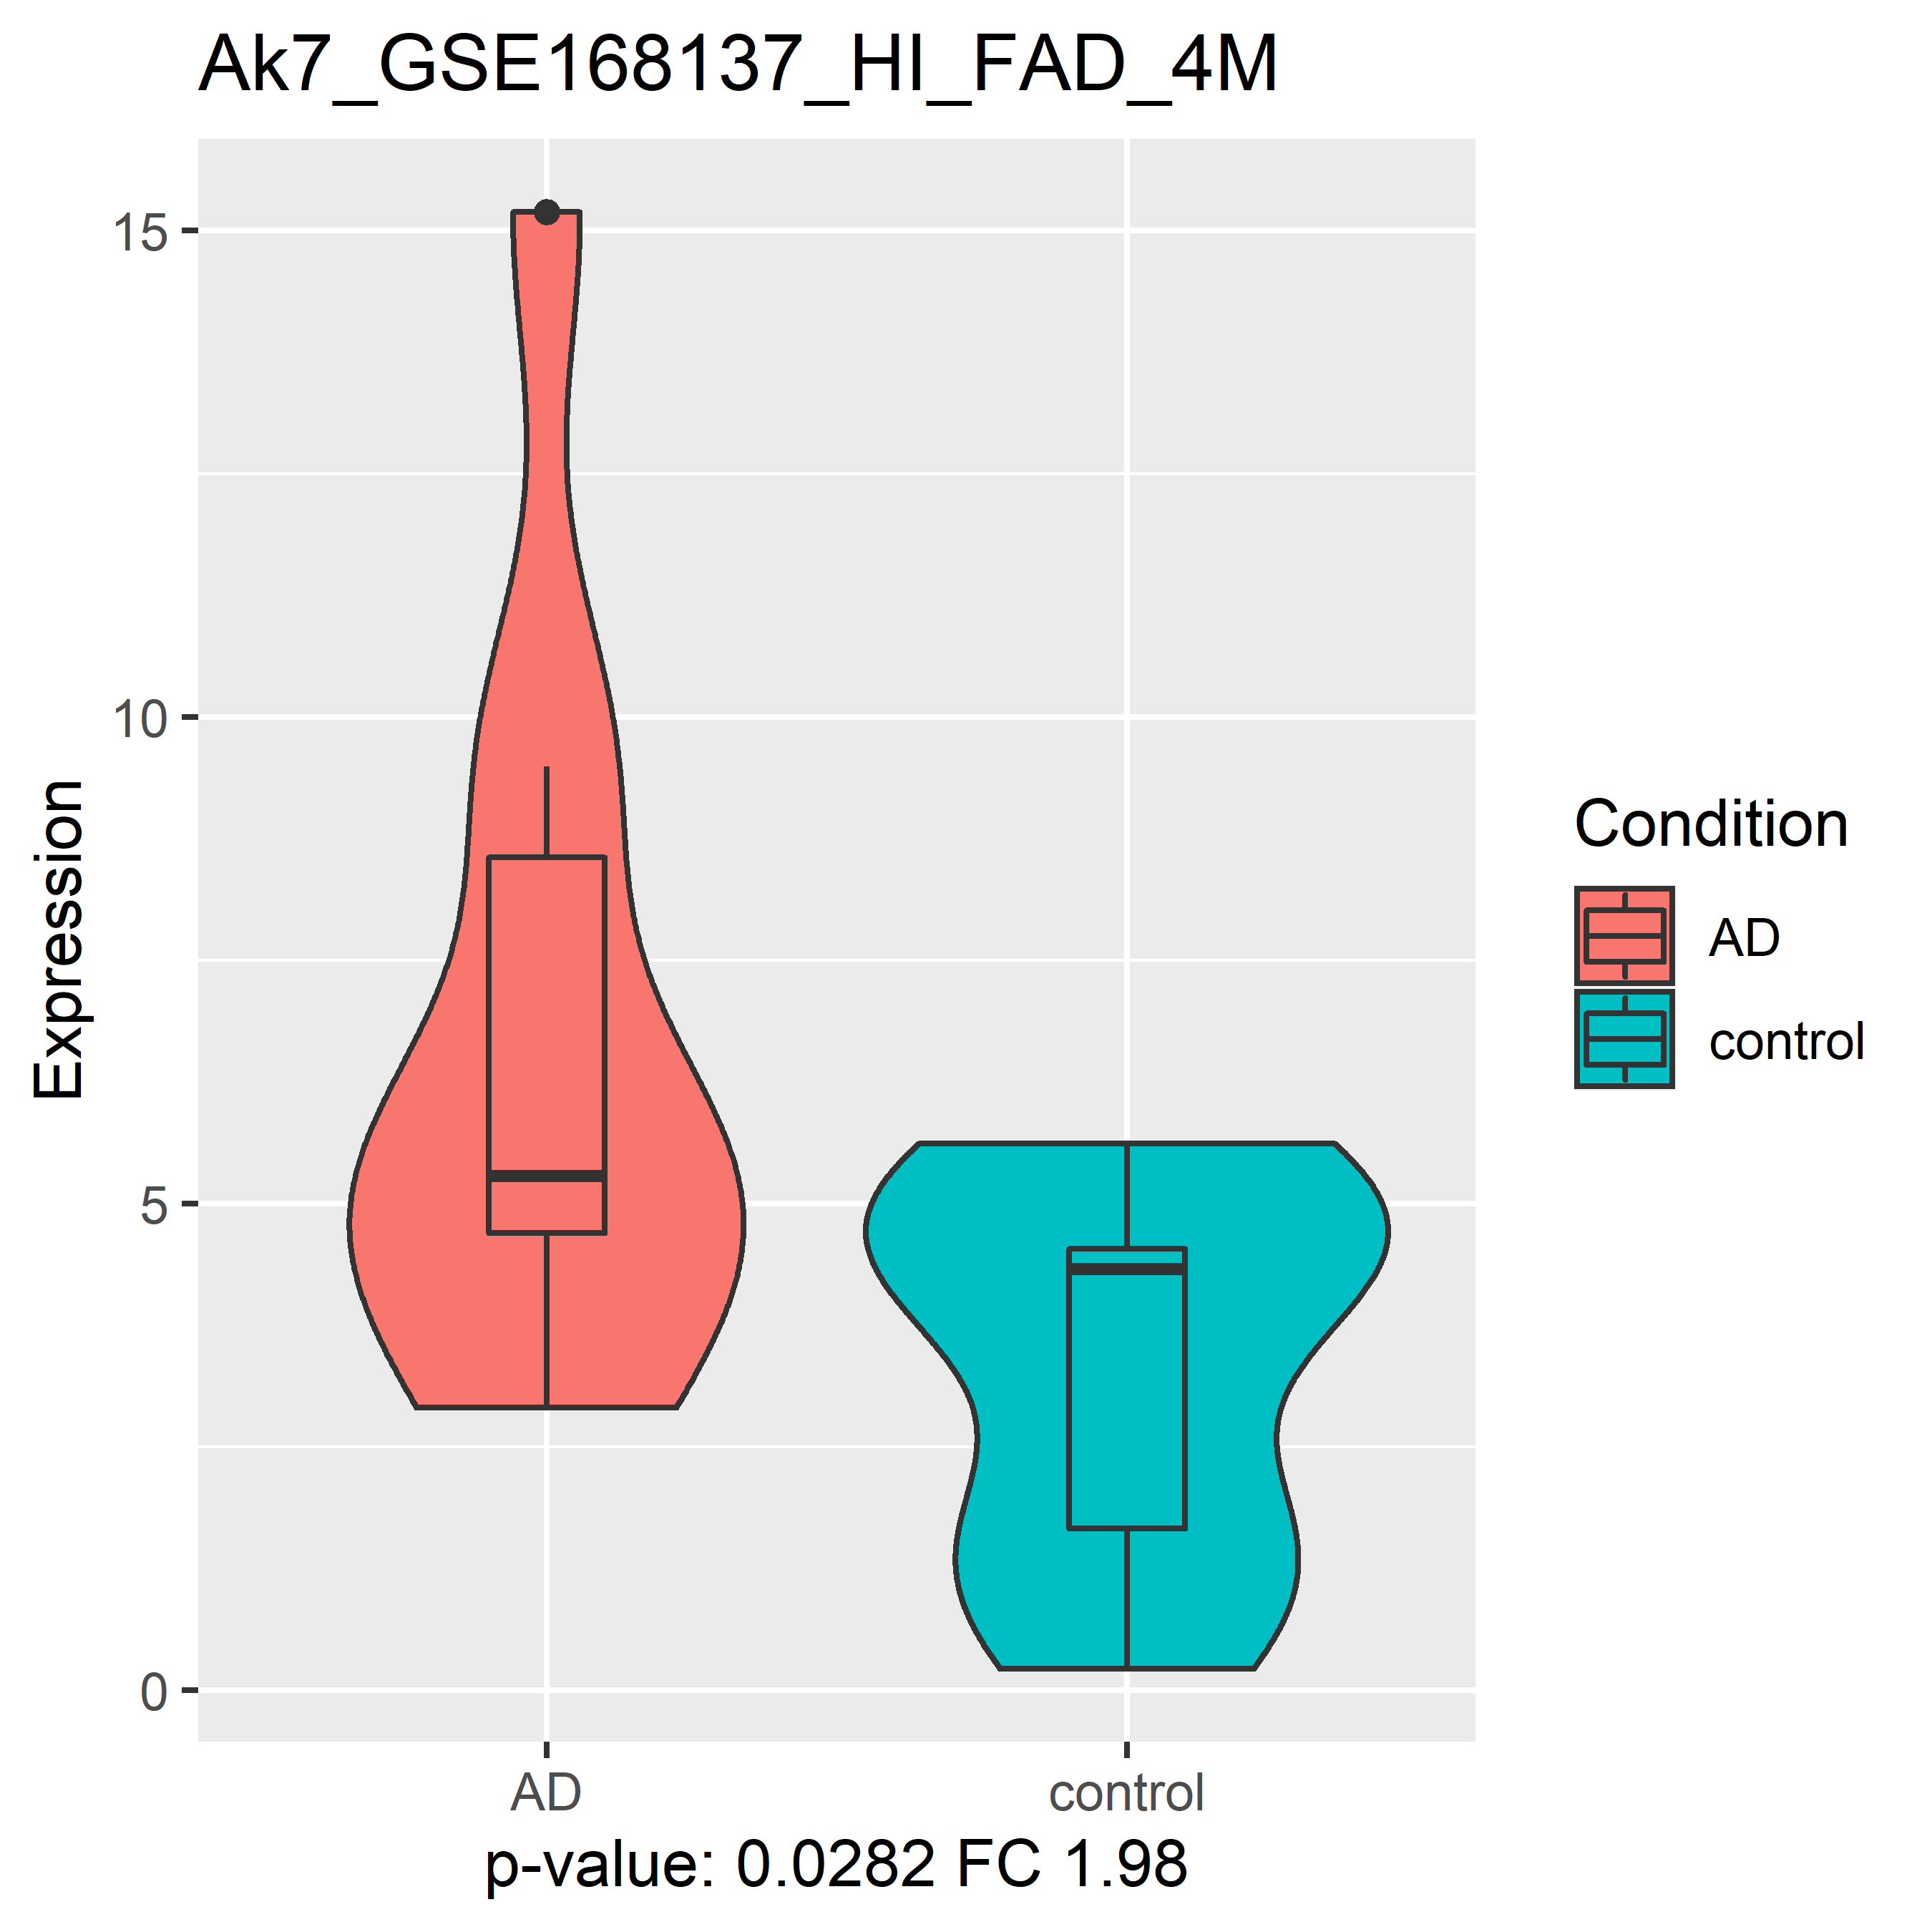 Ak7_GSE168137_HI_FAD_4M
15
10
5
0
Expression
AD
control
p-value: 0.0282 FC 1.98
Condition
AD
control